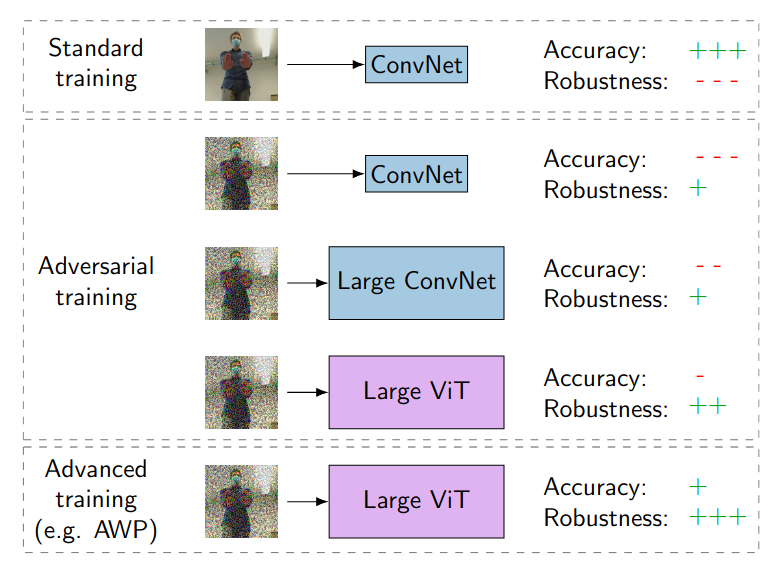 Standard
training
ConvNet
Accuracy: +++
Robustness: - - -
ConvNet
Accuracy: - - -
Robustness: +
Adversarial
training
Large ConvNet
Accuracy: - -
Robustness: +
Large ViT
Accuracy: -
Robustness: ++
Advanced
training
(e.g. AWP)
Large ViT
Accuracy: +
Robustness: +++